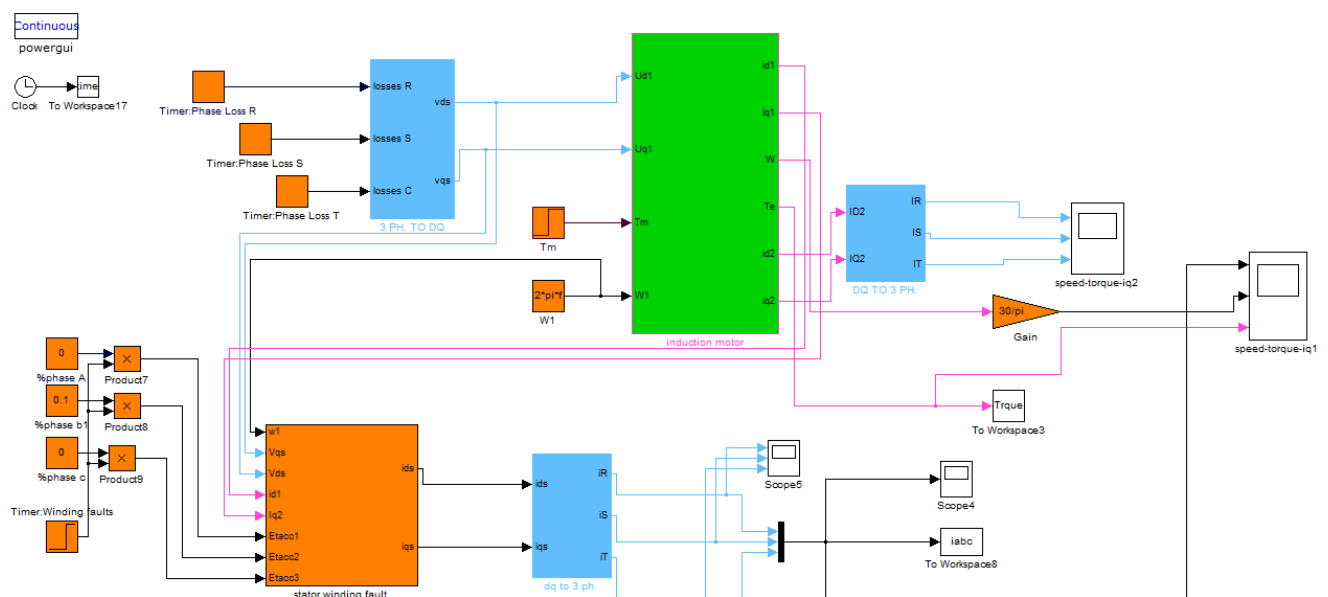 Continuous
powergui
Clock
ime
To Workspace17
Timer:Phase Loss R
Timer:Phase Loss S
Timer:Phase Loss T
losses R
losses S
losses C
vds
vqs
3 PH. TO DQ
Ud1
Uq1
Tm
W1
id1
iq1
W
Te
id2
iq2
induction motor
Tm
2*pi*f
W1
ID2
IQ2
IR
IS
IT
DQ TO 3 PH.
speed-torque-iq2
30/pi
Gain
speed-torque-iq1
Trque
To Workspace3
0
%phase A
Product7
0.1
%phase b1
Product8
0
%phase c
Product9
Timer:Winding faults
w1
Vqs
Vds
id1
Iq2
Etacc1
Etacc2
Etacc3
ids
iqs
stator winding fault
ids
iqs
iR
iS
iT
dq to 3 ph.
Scope5
Scope4
iabc
To Workspace8